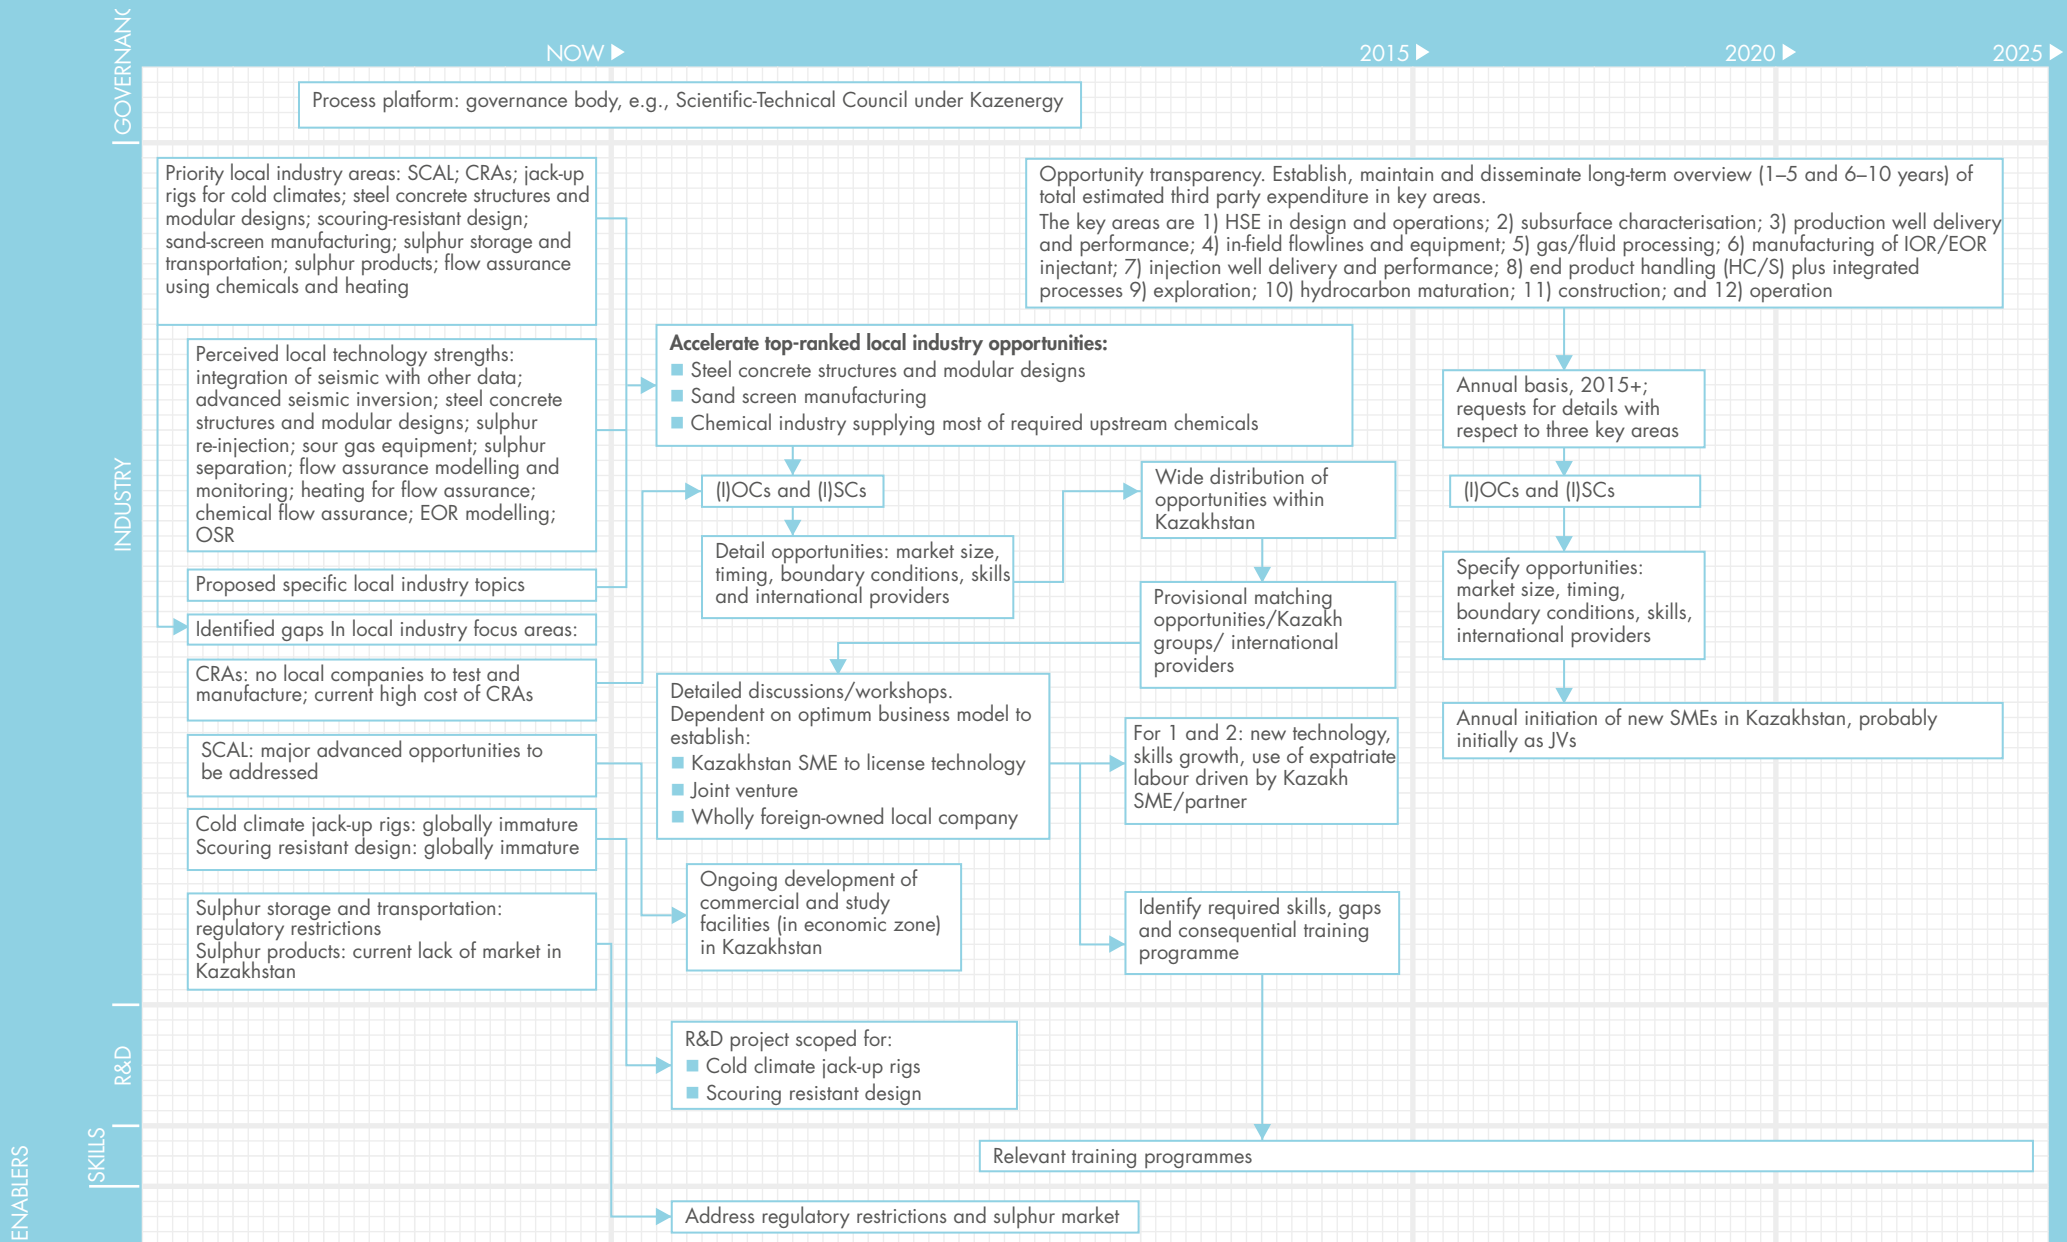 NOW
2015
2020
2025
Process platform: governance body, e.g., Scientific-Technical Council under Kazenergy
INDUSTRY
Priority local industry areas: SCAL; CRAs; jack-up
rigs for cold climates; steel concrete structures and
modular designs; scouring-resistant design;
sand-screen manufacturing; sulphur storage and
transportation; sulphur products; flow assurance
using chemicals and heating
Perceived local technology strengths:
integration of seismic with other data;
advanced seismic inversion; steel concrete
structures and modular designs; sulphur
re-injection; sour gas equipment; sulphur
separation; flow assurance modelling and
monitoring; heating for flow assurance;
chemical flow assurance; EOR modelling;
OSR
Proposed specific local industry topics
Identified gaps In local industry focus areas:
CRAs: no local companies to test and
manufacture; current high cost of CRAs
SCAL: major advanced opportunities to
be addressed
Cold climate jack-up rigs: globally immature
Scouring resistant design: globally immature
Sulphur storage and transportation:
regulatory restrictions
Sulphur products: current lack of market in
Kazakhstan
Accelerate top-ranked local industry opportunities:
Steel concrete structures and modular designs
Sand screen manufacturing
Chemical industry supplying most of required upstream chemicals
(I)OCs and (I)SCs
Detail opportunities: market size,
timing, boundary conditions, skills
and international providers
Wide distribution of
opportunities within
Kazakhstan
Provisional matching
opportunities/Kazakh
groups/ international
providers
Detailed discussions/workshops.
Dependent on optimum business model to
establish:
Kazakhstan SME to license technology
Joint venture
Wholly foreign-owned local company
For 1 and 2: new technology,
skills growth, use of expatriate
labour driven by Kazakh
SME/partner
Ongoing development of
commercial and study
facilities (in economic zone)
in Kazakhstan
Identify required skills, gaps
and consequential training
programme
Opportunity transparency. Establish, maintain and disseminate long-term overview (1–5 and 6–10 years) of
total estimated third party expenditure in key areas.
The key areas are 1) HSE in design and operations; 2) subsurface characterisation; 3) production well delivery
and performance; 4) in-field flowlines and equipment; 5) gas/fluid processing; 6) manufacturing of IOR/EOR
injectant; 7) injection well delivery and performance; 8) end product handling (HC/S) plus integrated
processes 9) exploration; 10) hydrocarbon maturation; 11) construction; and 12) operation
Annual basis, 2015+;
requests for details with
respect to three key areas
(I)OCs and (I)SCs
Specify opportunities:
market size, timing,
boundary conditions, skills,
international providers
Annual initiation of new SMEs in Kazakhstan, probably
initially as JVs
R&D
R&D project scoped for:
Cold climate jack-up rigs
Scouring resistant design
ENABLERS
SKILLS
Relevant training programmes
Address regulatory restrictions and sulphur market